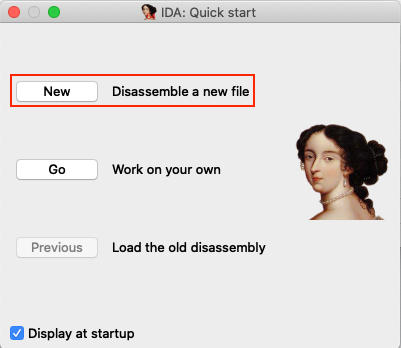 IDA: Quick start
New Disassemble a new file
Go Work on your own
Previous Load the old disassembly
Display at startup